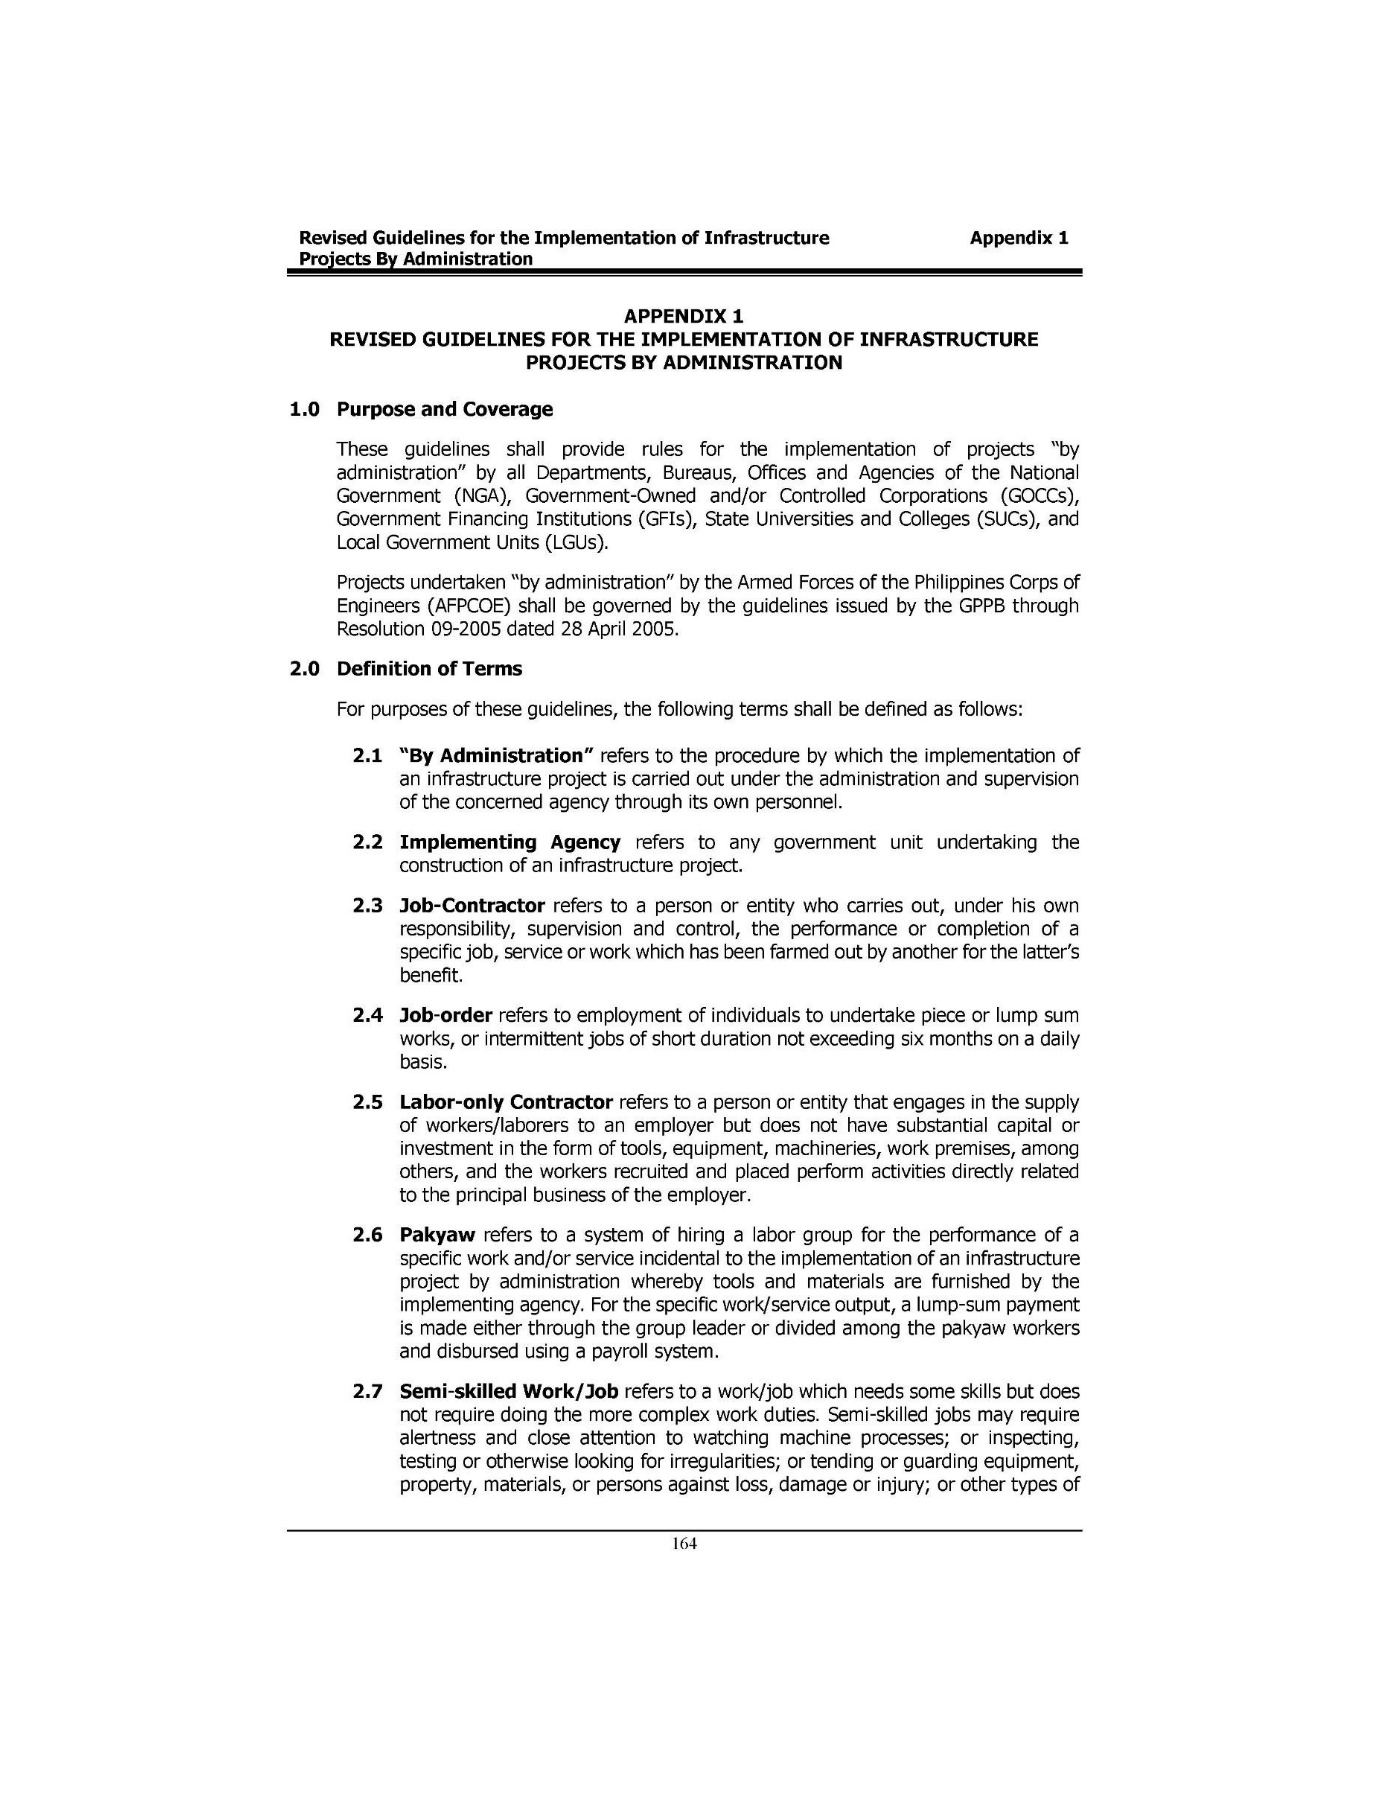 Revised Guidelines for the Implementation of Infrastructure Appendix 1
Projects By Administration
APPENDIX 1
REVISED GUIDELINES FOR THE IMPLEMENTATION OF INFRASTRUCTURE
PROJECTS BY ADMINISTRATION
1.0 Purpose and Coverage
These guidelines shall provide rules for the implementation of projects “by
administration” by all Departments, Bureaus, Offices and Agencies of the National
Government (NGA), Government-Owned and/or Controlled Corporations (GOCCs),
Government Financing Institutions (GFIs), State Universities and Colleges (SUCs), and
Local Government Units (LGUs).
Projects undertaken “by administration” by the Armed Forces of the Philippines Corps of
Engineers (AFPCOE) shall be governed by the guidelines issued by the GPPB through
Resolution 09-2005 dated 28 April 2005.
2.0 Definition of Terms
For purposes of these guidelines, the following terms shall be defined as follows:
2.1 “By Administration” refers to the procedure by which the implementation of
an infrastructure project is carried out under the administration and supervision
of the concerned agency through its own personnel.
2.2 Implementing Agency refers to any government unit undertaking the
construction of an infrastructure project.
2.3 Job-Contractor refers to a person or entity who carries out, under his own
responsibility, supervision and control, the performance or completion of a
specific job, service or work which has been farmed out by another for the latter’s
benefit.
2.4 Job-order refers to employment of individuals to undertake piece or lump sum
works, or intermittent jobs of short duration not exceeding six months on a daily
basis.
2.5 Labor-only Contractor refers to a person or entity that engages in the supply
of workers/laborers to an employer but does not have substantial capital or
investment in the form of tools, equipment, machineries, work premises, among
others, and the workers recruited and placed perform activities directly related
to the principal business of the employer.
2.6 Pakyaw refers to a system of hiring a labor group for the performance of a
specific work and/or service incidental to the implementation of an infrastructure
project by administration whereby tools and materials are furnished by the
implementing agency. For the specific work/service output, a lump-sum payment
is made either through the group leader or divided among the pakyaw workers
and disbursed using a payroll system.
2.7 Semi-skilled Work/Job refers to a work/job which needs some skills but does
not require doing the more complex work duties. Semi-skilled jobs may require
alertness and close attention to watching machine processes; or inspecting,
testing or otherwise looking for irregularities; or tending or guarding equipment,
property, materials, or persons against loss, damage or injury; or other types of
164